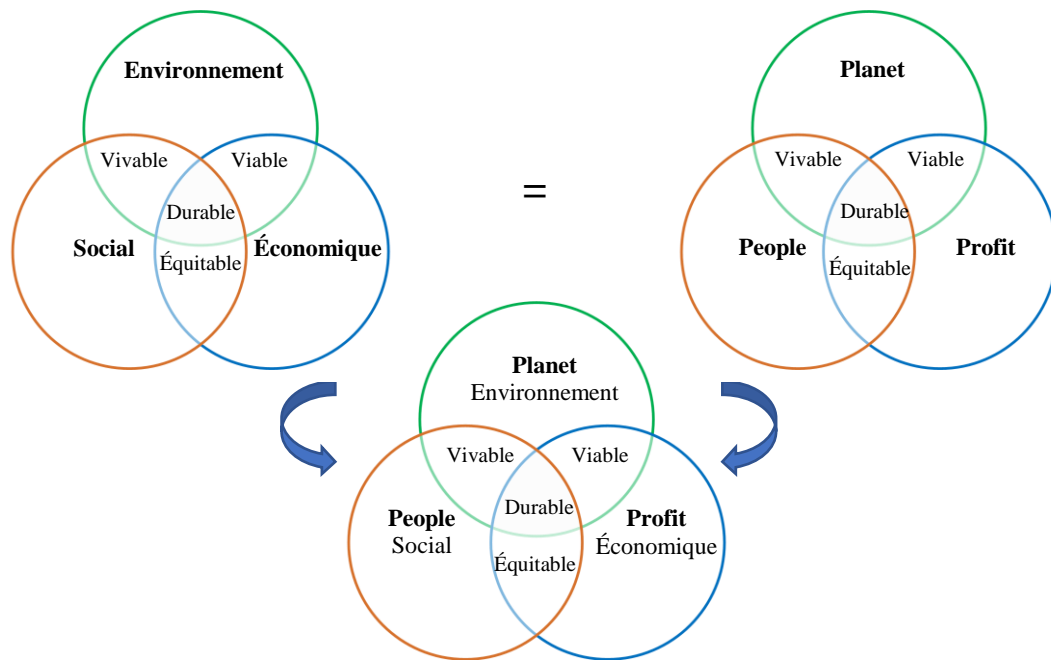 Environnement
Vivable
Viable
Durable
Social
Économique
Équitable
=
Planet
Vivable
Viable
Durable
People
Profit
Équitable
Planet
Environnement
Vivable
Viable
Durable
People
Social
Profit
Économique
Équitable